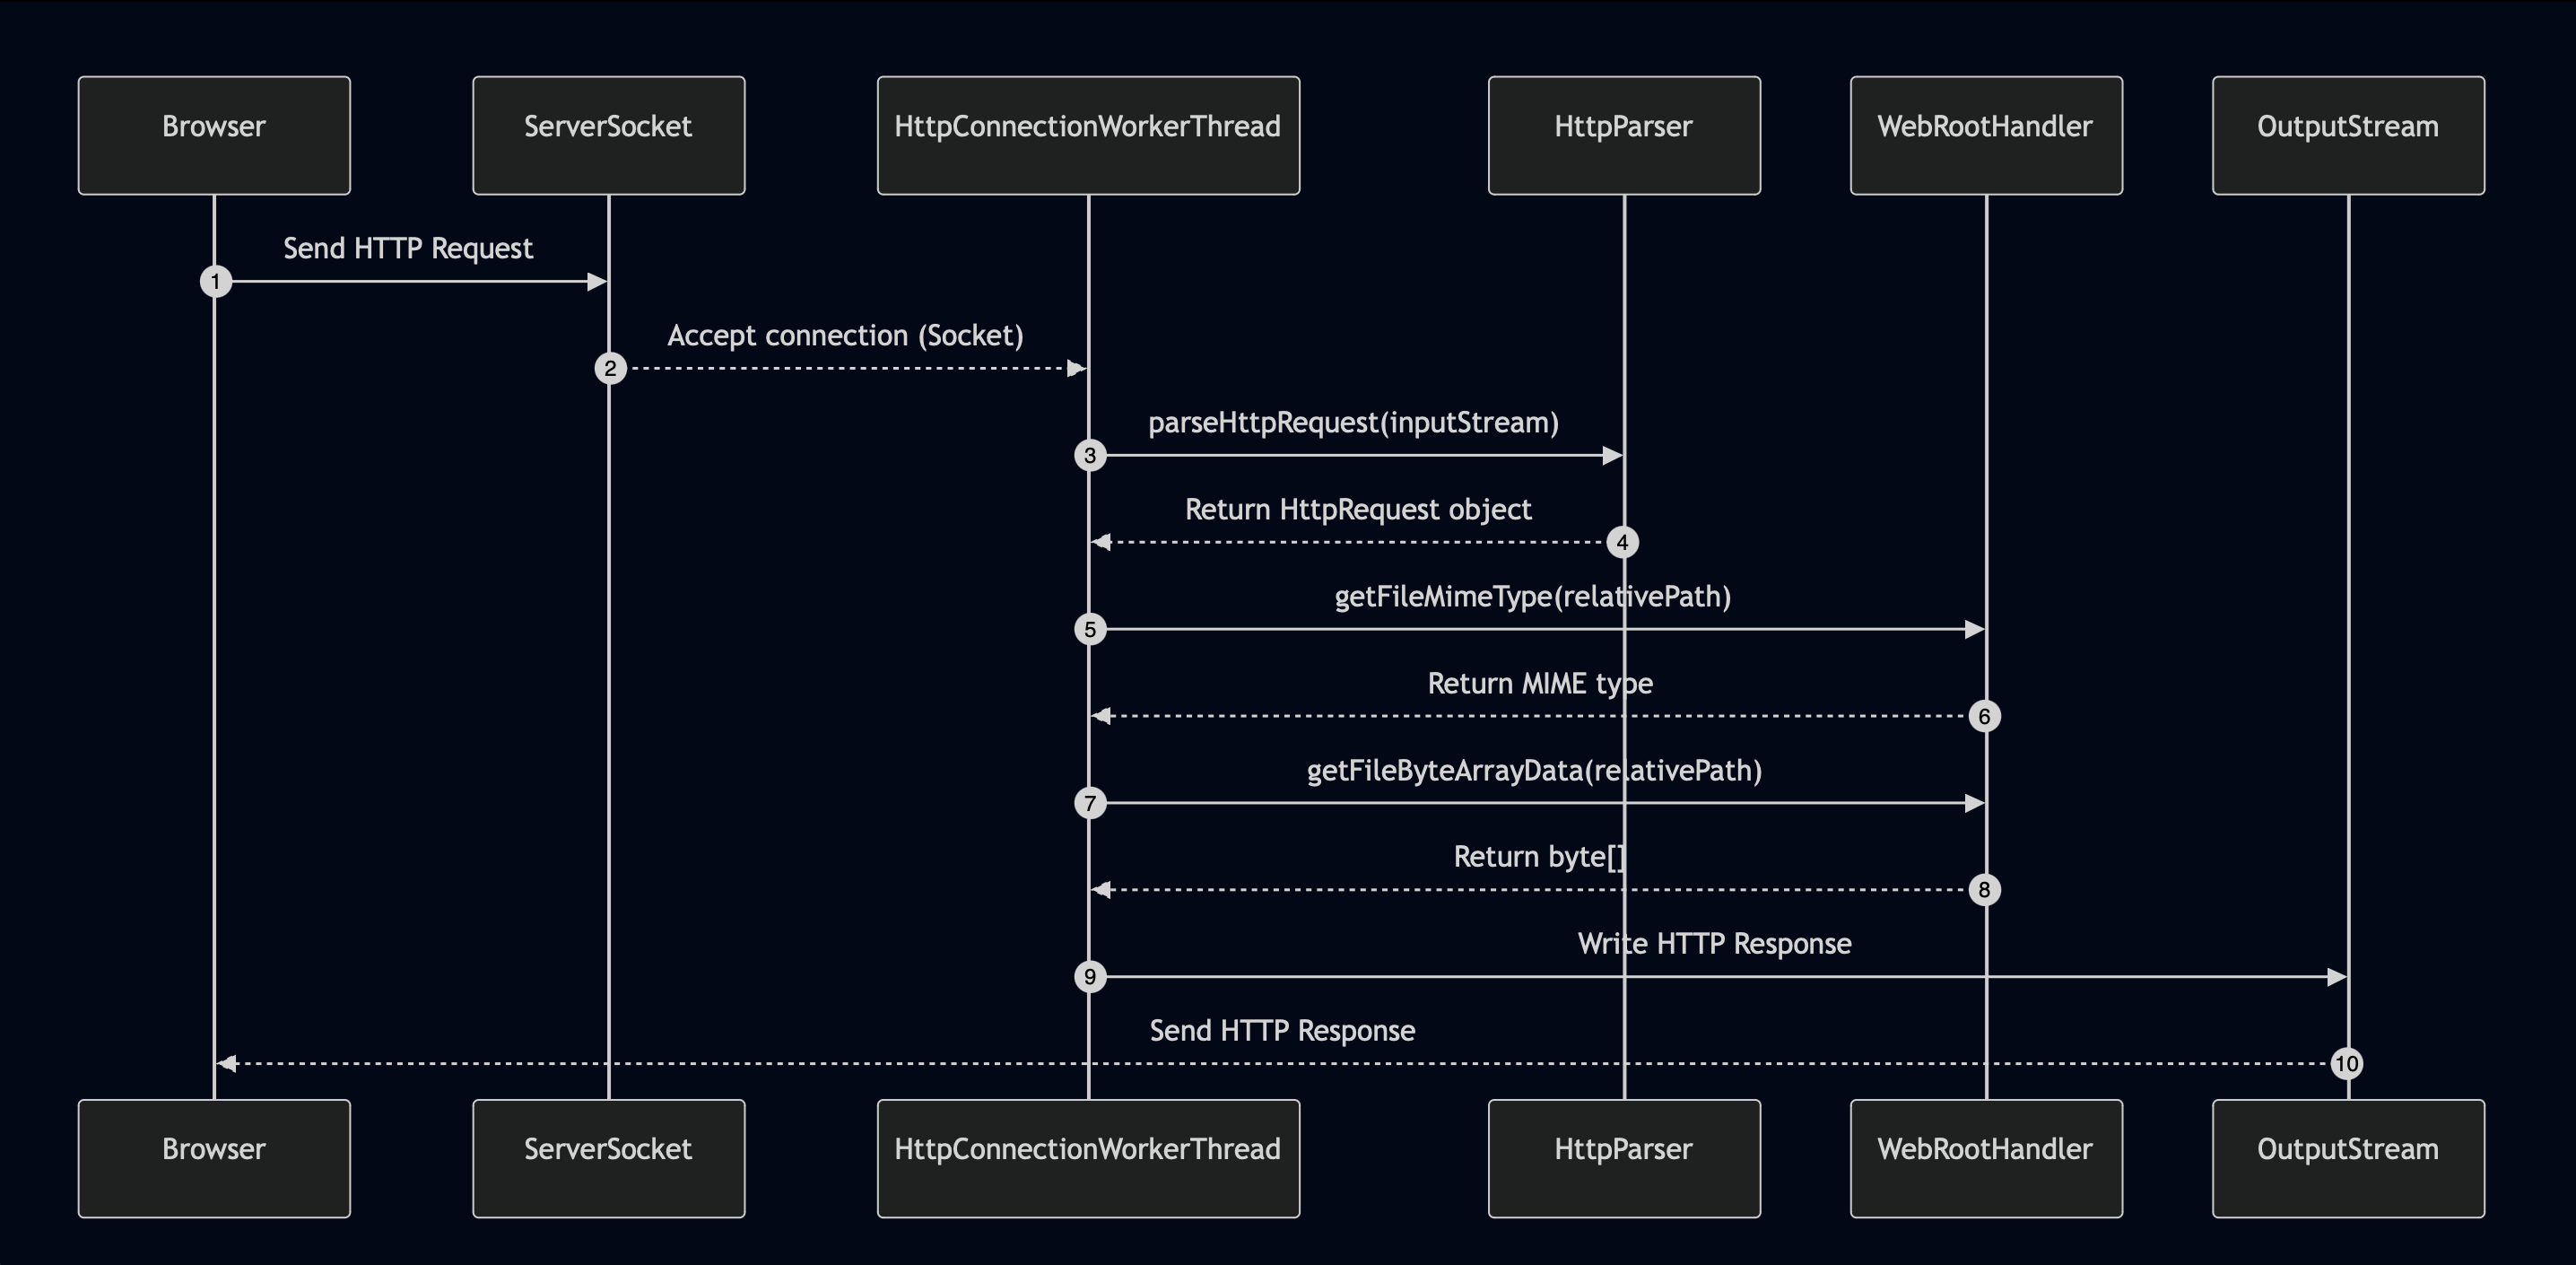 Browser
ServerSocket
HttpConnectionWorkerThread
HttpParser
WebRootHandler
OutputStream
Send HTTP Request
1
Accept connection (Socket)
2
parseHttpRequest(inputStream)
3
Return HttpRequest object
4
getFileMimeType(relativePath)
5
Return MIME type
6
getFileByteArrayData(relativePath)
7
Return byte[]
8
Write HTTP Response
9
Send HTTP Response
10
Browser
ServerSocket
HttpConnectionWorkerThread
HttpParser
WebRootHandler
OutputStream